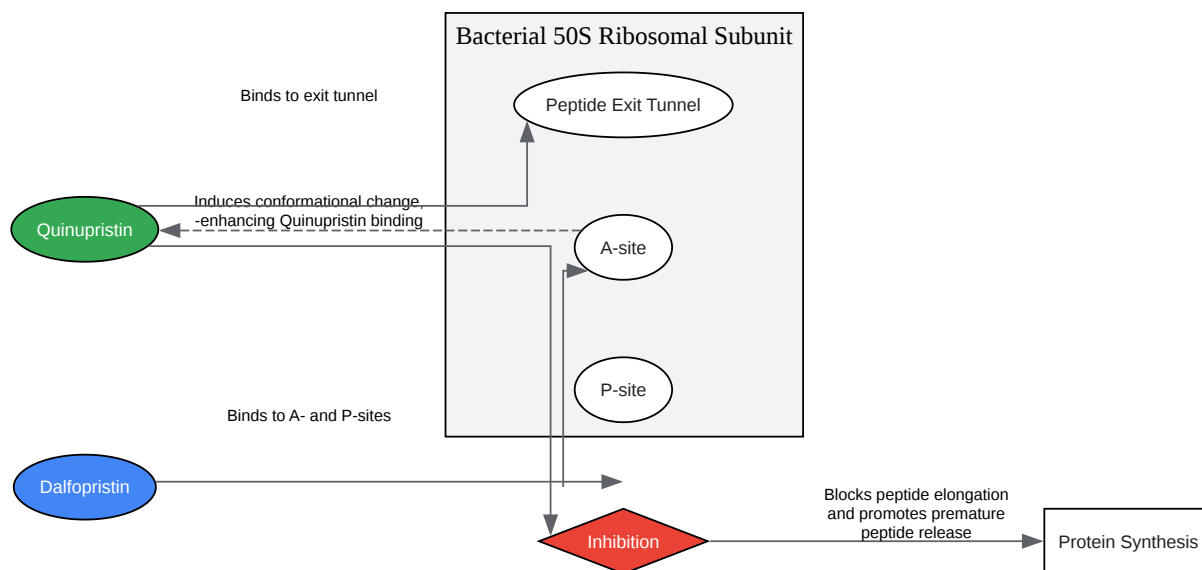 Bacterial 50S Ribosomal Subunit
Binds to exit tunnel
Peptide Exit Tunnel
Induces conformational change,
-enhancing Quinupristin binding
Quinupristin
A-site
P-site
Binds to A- and P-sites
Dalfopristin
Blocks peptide elongation
and promotes premature
peptide release
Inhibition
Protein Synthesis